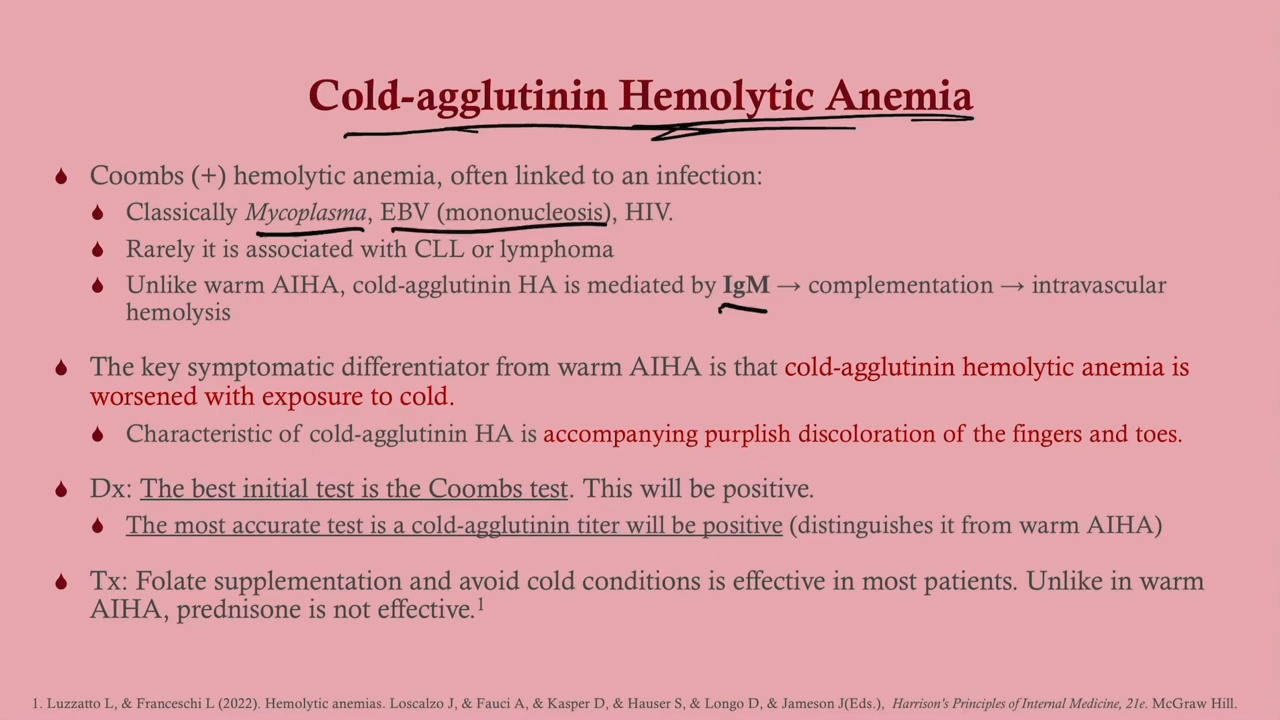 Cold-agglutinin Hemolytic Anemia
Coombs (+) hemolytic anemia, often linked to an infection:
Classically Mycoplasma, EBV (mononucleosis), HIV.
Rarely it is associated with CLL or lymphoma
Unlike warm AIHA, cold-agglutinin HA is mediated by IgM → complementation → intravascular
hemolysis
The key symptomatic differentiator from warm AIHA is that cold-agglutinin hemolytic anemia is
worsened with exposure to cold.
Characteristic of cold-agglutinin HA is accompanying purplish discoloration of the fingers and toes.
Dx: The best initial test is the Coombs test. This will be positive.
The most accurate test is a cold-agglutinin titer will be positive (distinguishes it from warm AIHA)
Tx: Folate supplementation and avoid cold conditions is effective in most patients. Unlike in warm
AIHA, prednisone is not effective.1
1. Luzzatto L, & Franceschi L (2022). Hemolytic anemias. Loscalzo J, & Fauci A, & Kasper D, & Hauser S, & Longo D, & Jameson J(Eds.), Harrison's Principles of Internal Medicine, 21e. McGraw Hill.